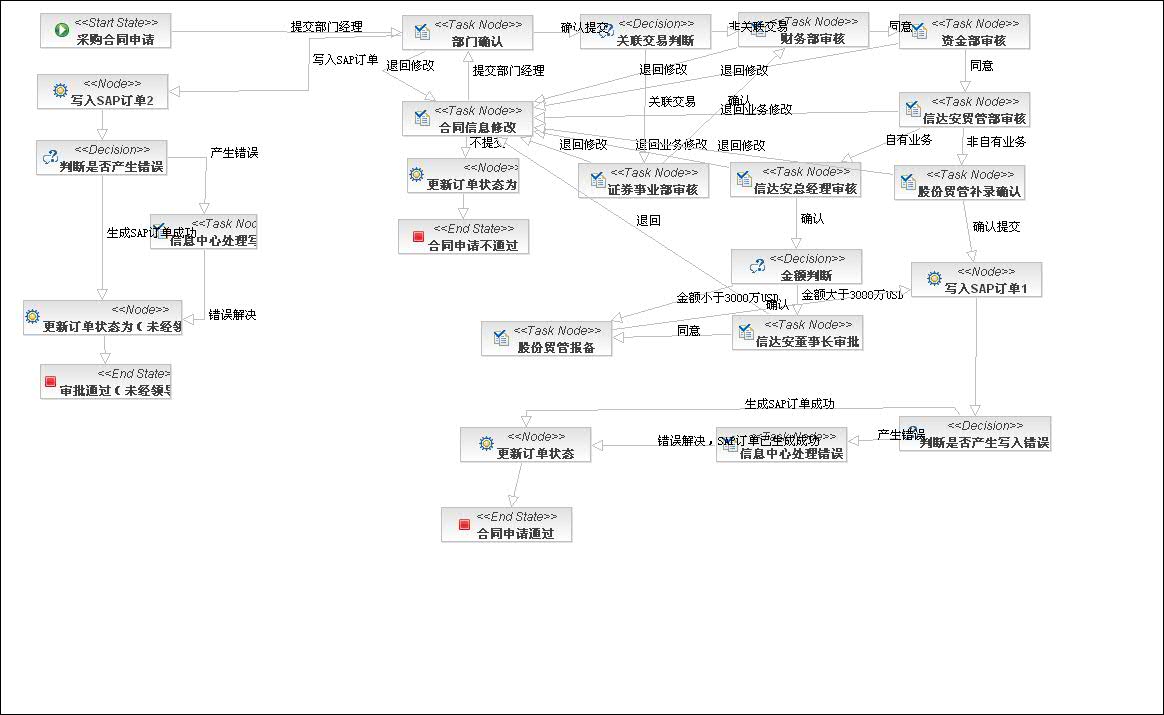 <<Start State>>
采购合同申请
提交部门经理
<<Task Node>>
部门确认
确认提交
<<Decision>>
关联交易判断
非关联交易
<<Task Node>>
财务部审核
同意
<<Task Node>>
资金部审核
写入SAP订单
退回修改
提交部门经理
退回修改
退回修改
同意
<<Node>>
写入SAP订单2
<<Task Node>>
合同信息修改
关联交易
确认
退回业务修改
<<Task Node>>
信达安贸管部审核
<<Decision>>
判断是否产生错误
产生错误
不提交
退回修改
退回业务修改
退回修改
自有业务
非自有业务
<<Node>>
更新订单状态为
<<Task Node>>
证券事业部审核
<<Task Node>>
信达安总经理审核
<<Task Node>>
股份贸管补录确认
生成SAP订单成功
<<Task Nod
信息中心处理写
<<End State>>
合同申请不通过
退回
确认
确认提交
<<Decision>>
金额判断
<<Node>>
写入SAP订单1
金额小于3000万USD
确认
金额大于3000万USD
<<Node>>
更新订单状态为(未经领
错误解决
<<Task Node>>
股份贸管报备
同意
<<Task Node>>
信达安董事长审批
<<End State>
审批通过(未经领导
生成SAP订单成功
<<Node>>
更新订单状态
错误解决，SAP订单已生成成功
<<Task Node>>
信息中心处理错误
产生错误
<<Decision>>
判断是否产生写入错误
<<End State>>
合同申请通过